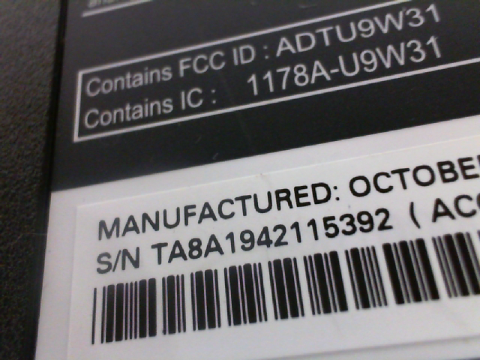 Contains FCC ID : ADTU9W31
Contains IC : 1178A-U9W31
MANUFACTURED: OCTOBE
S/N TA8A1942115392 ( AC